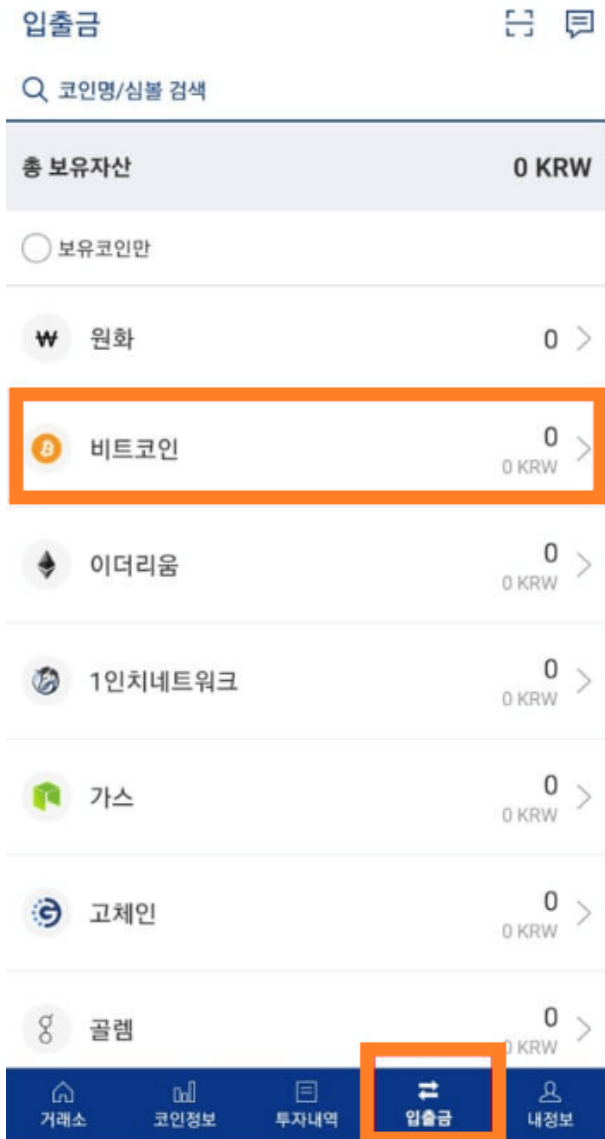 입출금
코인명/심볼 검색
총 보유자산 0 KRW
보유코인만
₩ 원화 0
비트코인 0
0 KRW
이더리움 0
0 KRW
1인치네트워크 0
0 KRW
가스 0
0 KRW
고체인 0
0 KRW
골렘 0
0 KRW
거래소 코인정보 투자내역 입출금 내정보